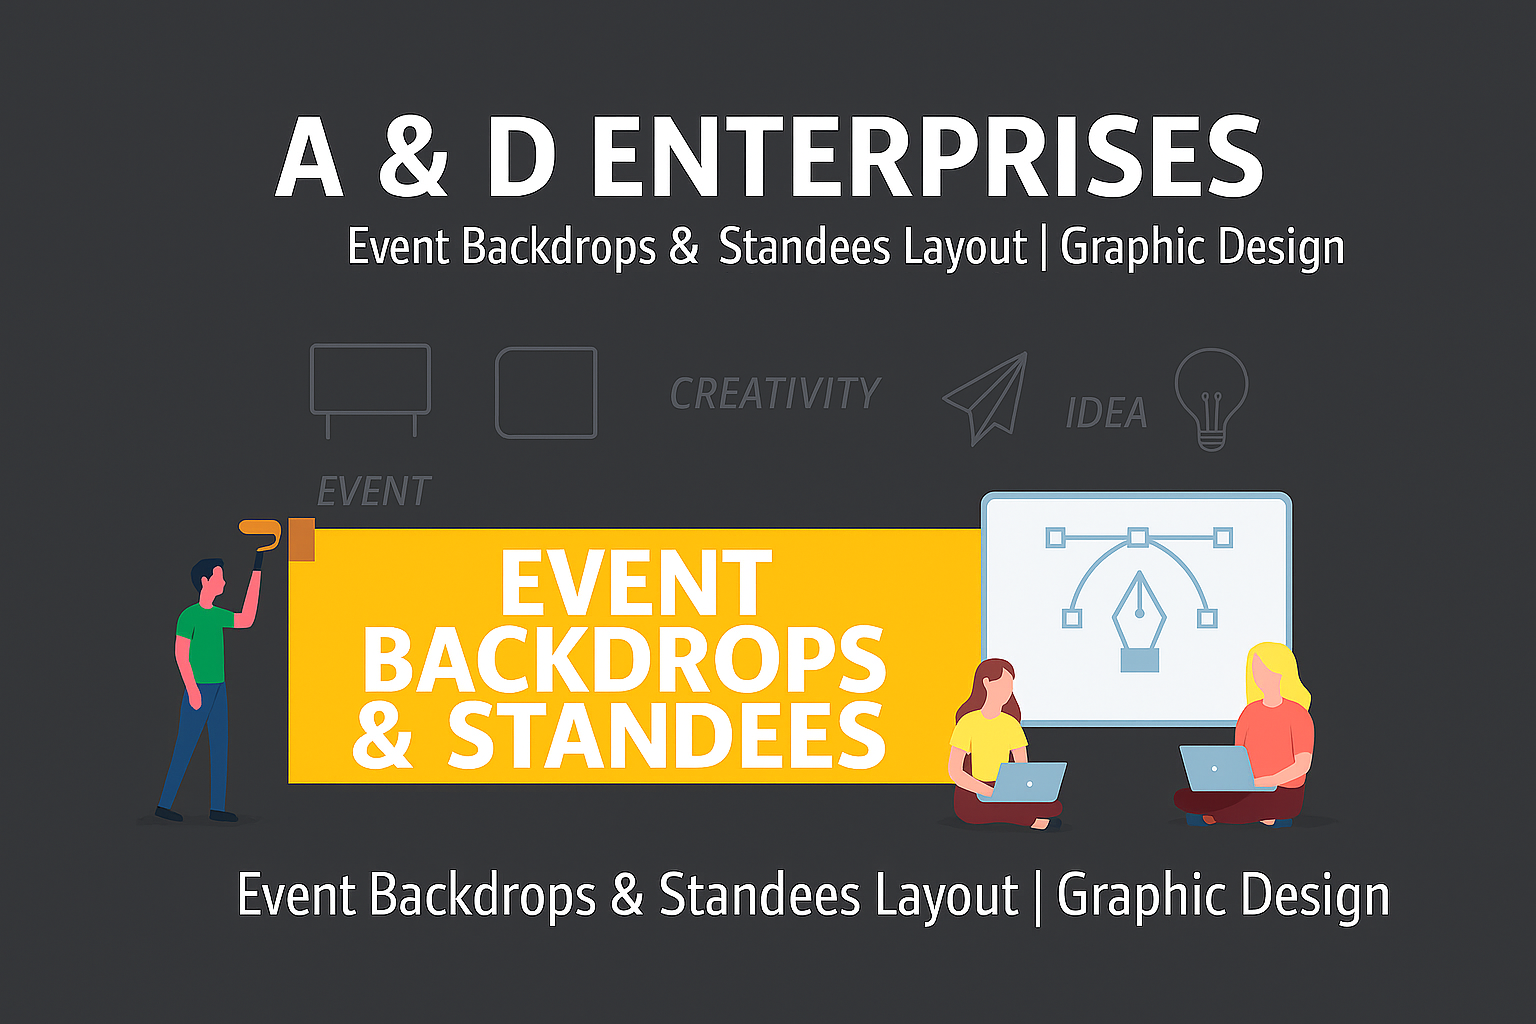 A & D ENTERPRISES
Event Backdrops & Standees Layout | Graphic Design
CREATIVITY
IDEA
EVENT
EVENT
BACKDROPS
& STANDEES
Event Backdrops & Standees Layout | Graphic Design